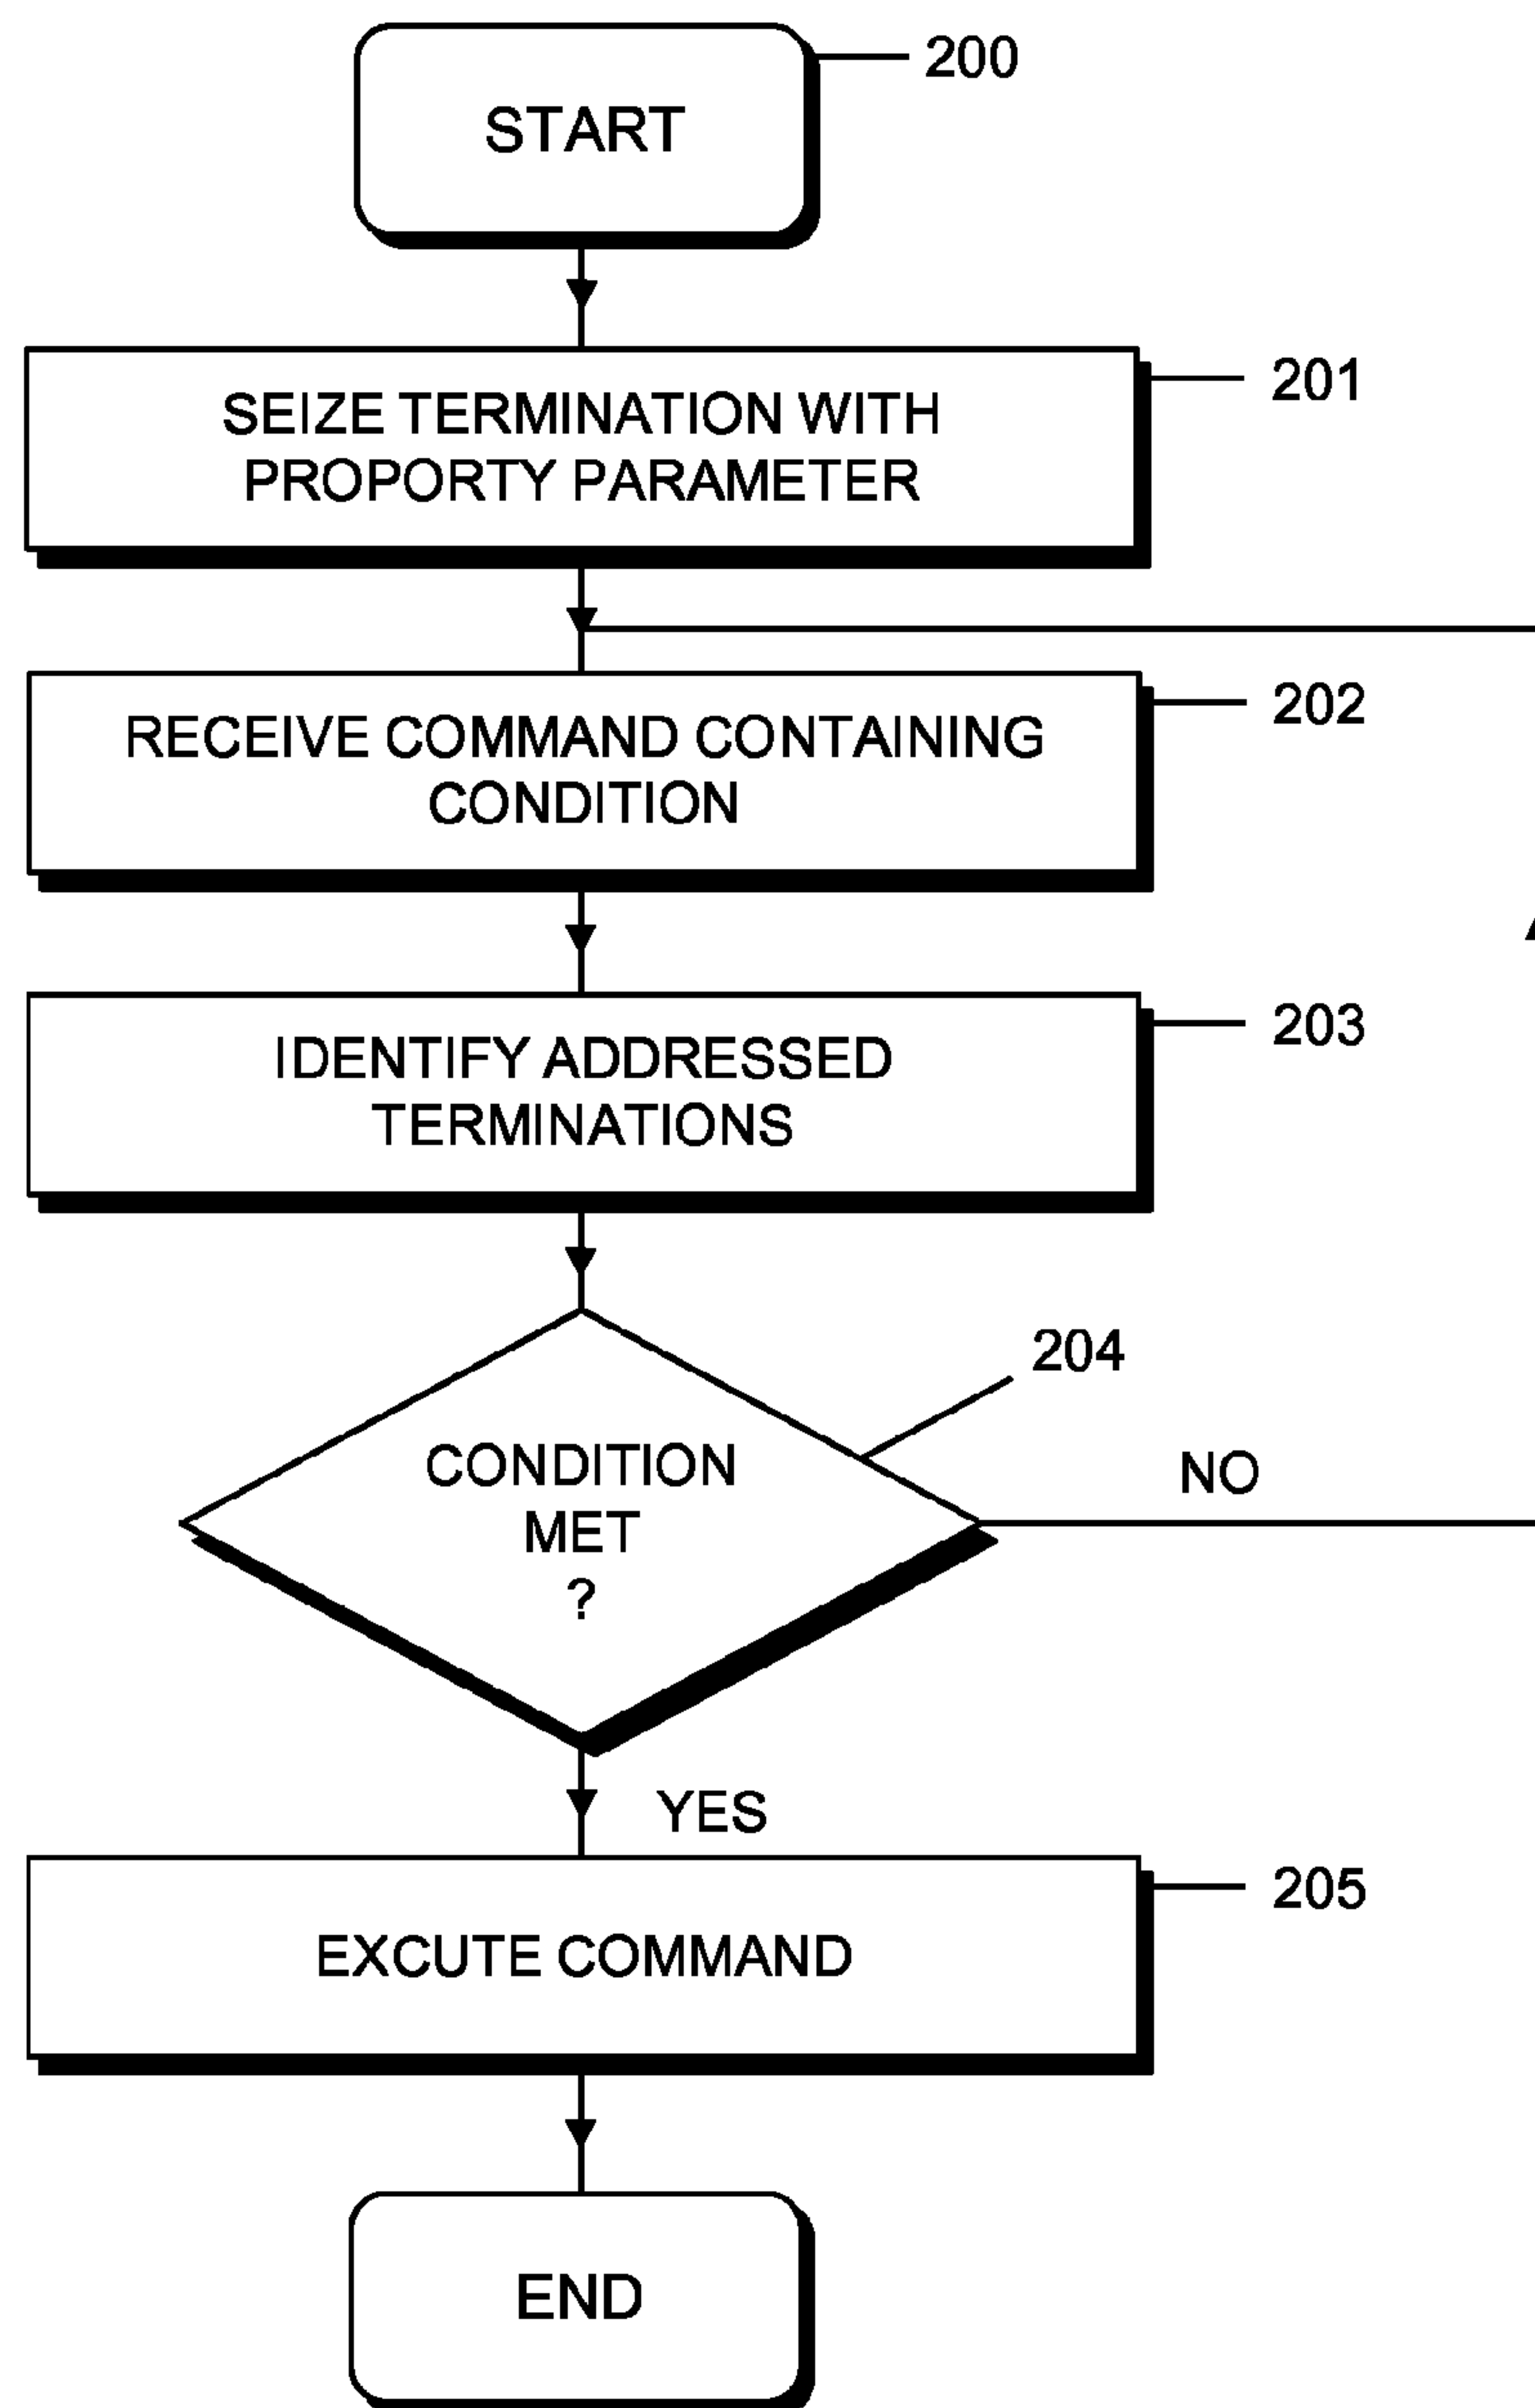 START
200
SEIZE TERMINATION WITH
PROPORTY PARAMETER
201
RECEIVE COMMAND CONTAINING
CONDITION
202
IDENTIFY ADDRESSED
TERMINATIONS
203
CONDITION
MET
?
204
NO
YES
EXCUTE COMMAND
205
END